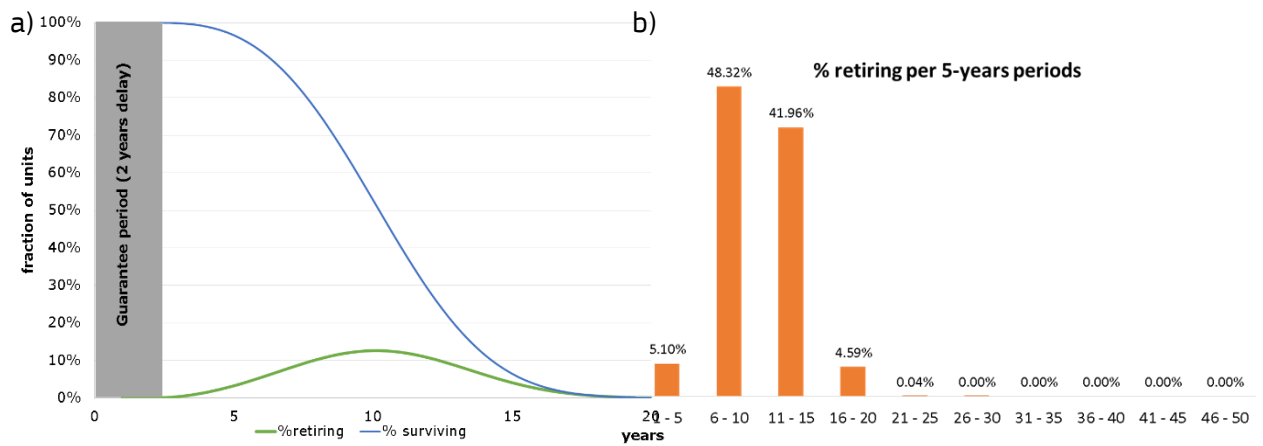 a)
100%
90%
80%
70%
60%
50%
40%
30%
20%
10%
0%
fraction of units
Guarantee period (2 years delay)
0 5 10 15 20
years
%retiring % surviving
b)
% retiring per 5-years periods
5.10% 48.32% 41.96% 4.59% 0.04% 0.00% 0.00% 0.00% 0.00% 0.00%
1 - 5 6 - 10 11 - 15 16 - 20 21 - 25 26 - 30 31 - 35 36 - 40 41 - 45 46 - 50